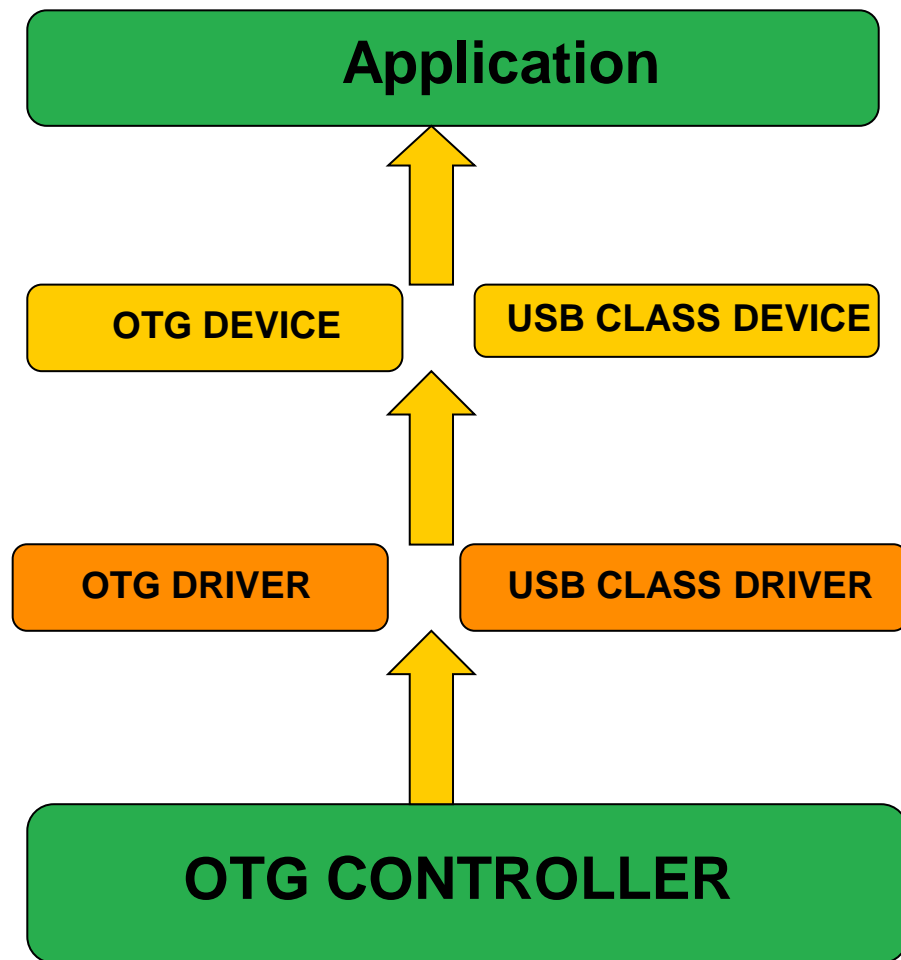 Application
OTG DEVICE
USB CLASS DEVICE
OTG DRIVER
USB CLASS DRIVER
OTG CONTROLLER